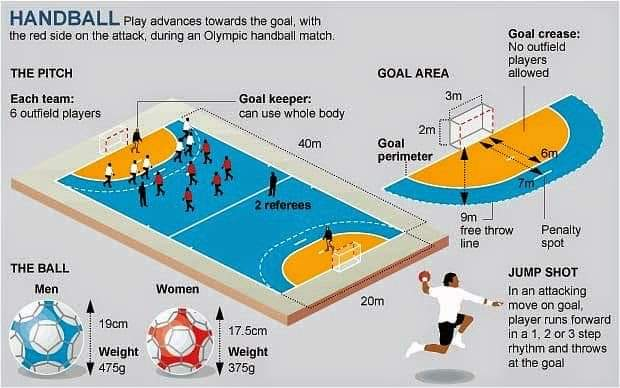 HANDBALL Play advances towards the goal, with
the red side on the attack, during an Olympic handball match.
THE PITCH
Each team:
6 outfield players
Goal keeper:
can use whole body
40m
2 referees
20m
GOAL AREA
Goal crease:
No outfield
players
allowed
3m
2m
Goal
perimeter
6m
7m
9m
free throw
line
Penalty
spot
THE BALL
Men
19cm
Weight
475g
Women
17.5cm
Weight
375g
JUMP SHOT
In an attacking
move on goal,
player runs forward
in a 1, 2 or 3 step
rhythm and throws
at the goal